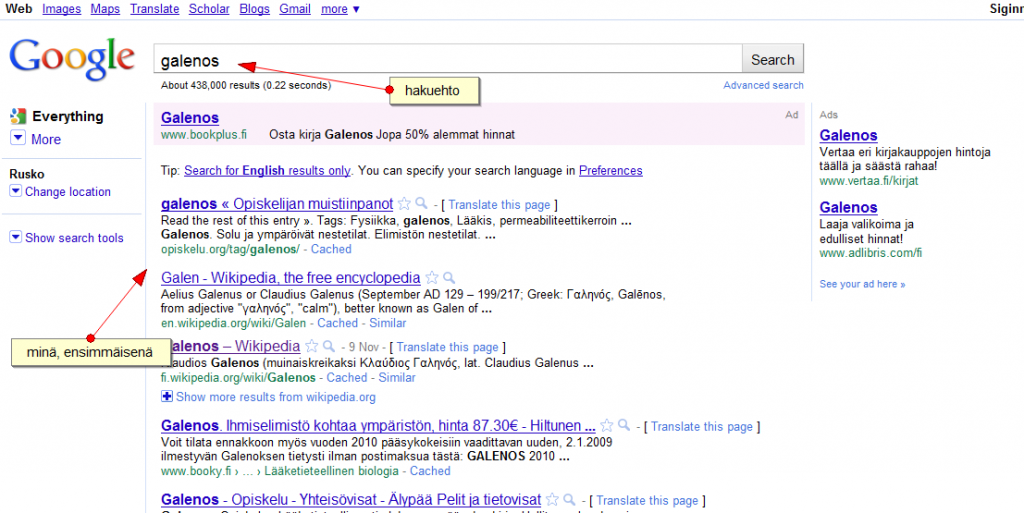 Web Images Maps Translate Scholar Blogs Gmail more ▼ Siginn
Google
galenos Search
About 438,000 results (0.22 seconds) Advanced search
hakuehto
Everything
More
Rusko
Change location
Show search tools
minä, ensimmäisenä
Galenos Ad
www.bookplus.fi Osta kirja Galenos Jopa 50% alemmat hinnat
Tip: Search for English results only. You can specify your search language in Preferences
galenos « Opiskelijan muistiinpanot - [ Translate this page ]
Read the rest of this entry ». Tags: Fysiikka, galenos, Lääkis, permeabiliteettikerroin ...
Galenos. Solu ja ympäröivät nestetilat. Elimistön nestetilat. ...
opiskelu.org/tag/galenos/ - Cached
Galen - Wikipedia, the free encyclopedia
Aelius Galenus or Claudius Galenus (September AD 129 – 199/217; Greek: Γαληνός, Galēnos,
from adjective "γαληνός", "calm"), better known as Galen of ...
en.wikipedia.org/wiki/Galen - Cached - Similar
Galenos – Wikipedia - 9 Nov - [ Translate this page ]
Claudios Galenos (muinaiskreikaksi Κλαύδιος Γαληνός, lat. Claudius Galenus ...
fi.wikipedia.org/wiki/Galenos - Cached - Similar
Show more results from wikipedia.org
Galenos. Ihmiselimistö kohtaa ympäristön, hinta 87.30€ - Hiltunen ... - [ Translate this page ]
Voit tilata ennakkoon myös vuoden 2010 pääsykokeisiin vaadittavan uuden, 2.1.2009
ilmestyvän Galenoksen tietysti ilman postimaksua tästä: GALENOS 2010 ...
www.booky.fi › ... › Lääketieteellinen biologia - Cached
Galenos - Opiskelu - Yhteisövisat - Älypää Pelit ja tietovisat - [ Translate this page ]
Ads
Galenos
Vertaa eri kirjakauppojen hintoja
täällä ja säästä rahaa!
www.vertaa.fi/kirjat
Galenos
Laaja valikoima ja
edulliset hinnat!
www.adlibris.com/fi
See your ad here »